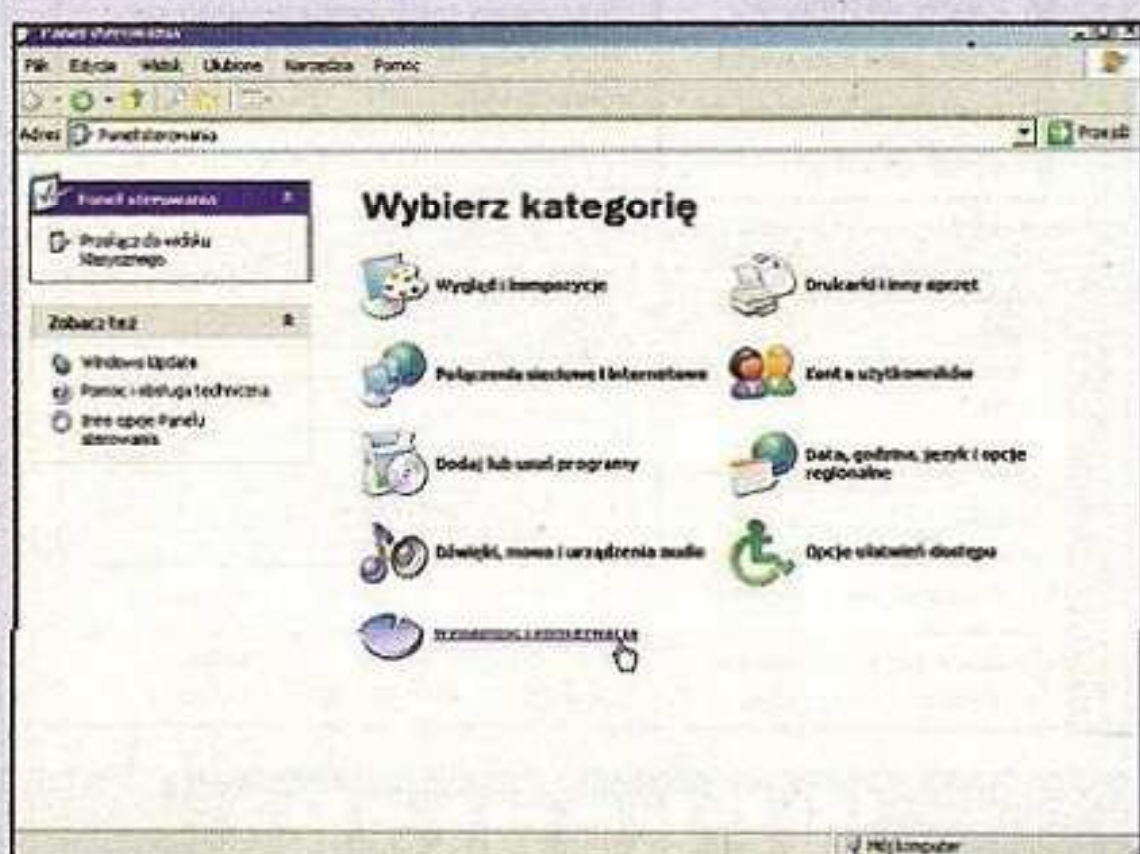 Panel sterowania
Plik Edycja Widok Ulubione Narzędzia Pomoc
Adres Panel sterowania Przejdź
Panel sterowania
Przełącz do widoku
klasycznego
Zobacz też
Windows Update
Pomoc i obsługa techniczna
Inne opcje Panelu
sterowania
Wybierz kategorię
Wygląd i kompozycje
Drukarki i inny sprzęt
Połączenia sieciowe i internetowe
Konta użytkowników
Dodaj lub usuń programy
Data, godzina, język i opcje
regionalne
Dźwięki, mowa i urządzenia audio
Opcje ułatwień dostępu
Wydajność i konserwacja
Mój komputer